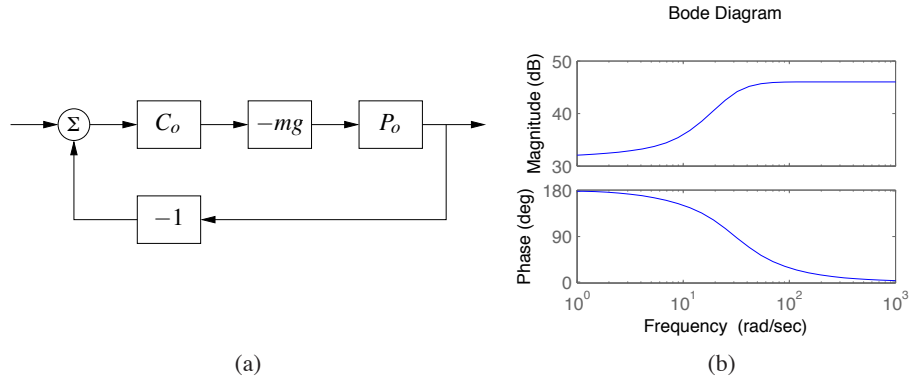 Σ
C_o
−mg
P_o
−1
(a)
Bode Diagram
Magnitude (dB)
50
40
30
Phase (deg)
180
90
0
10^0
10^1
10^2
10^3
Frequency (rad/sec)
(b)